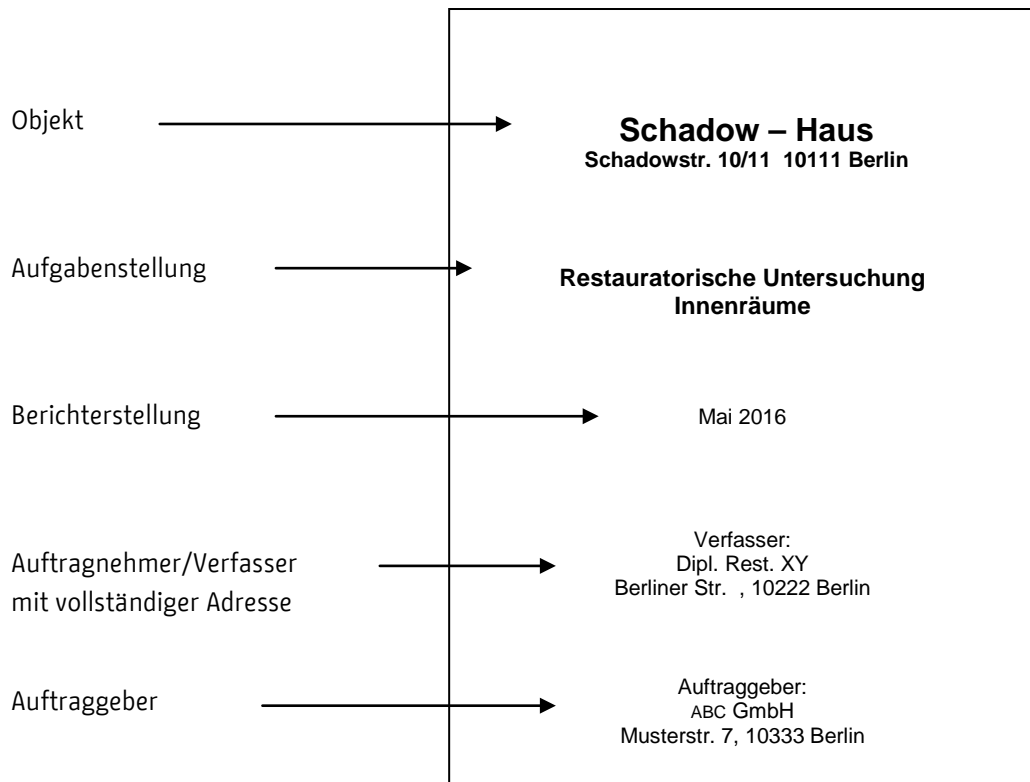 Objekt
Schadow – Haus
Schadowstr. 10/11 10111 Berlin
Aufgabenstellung
Restauratorische Untersuchung
Innenräume
Berichterstellung
Mai 2016
Auftragnehmer/Verfasser
mit vollständiger Adresse
Verfasser:
Dipl. Rest. XY
Berliner Str. , 10222 Berlin
Auftraggeber
Auftraggeber:
ABC GmbH
Musterstr. 7, 10333 Berlin